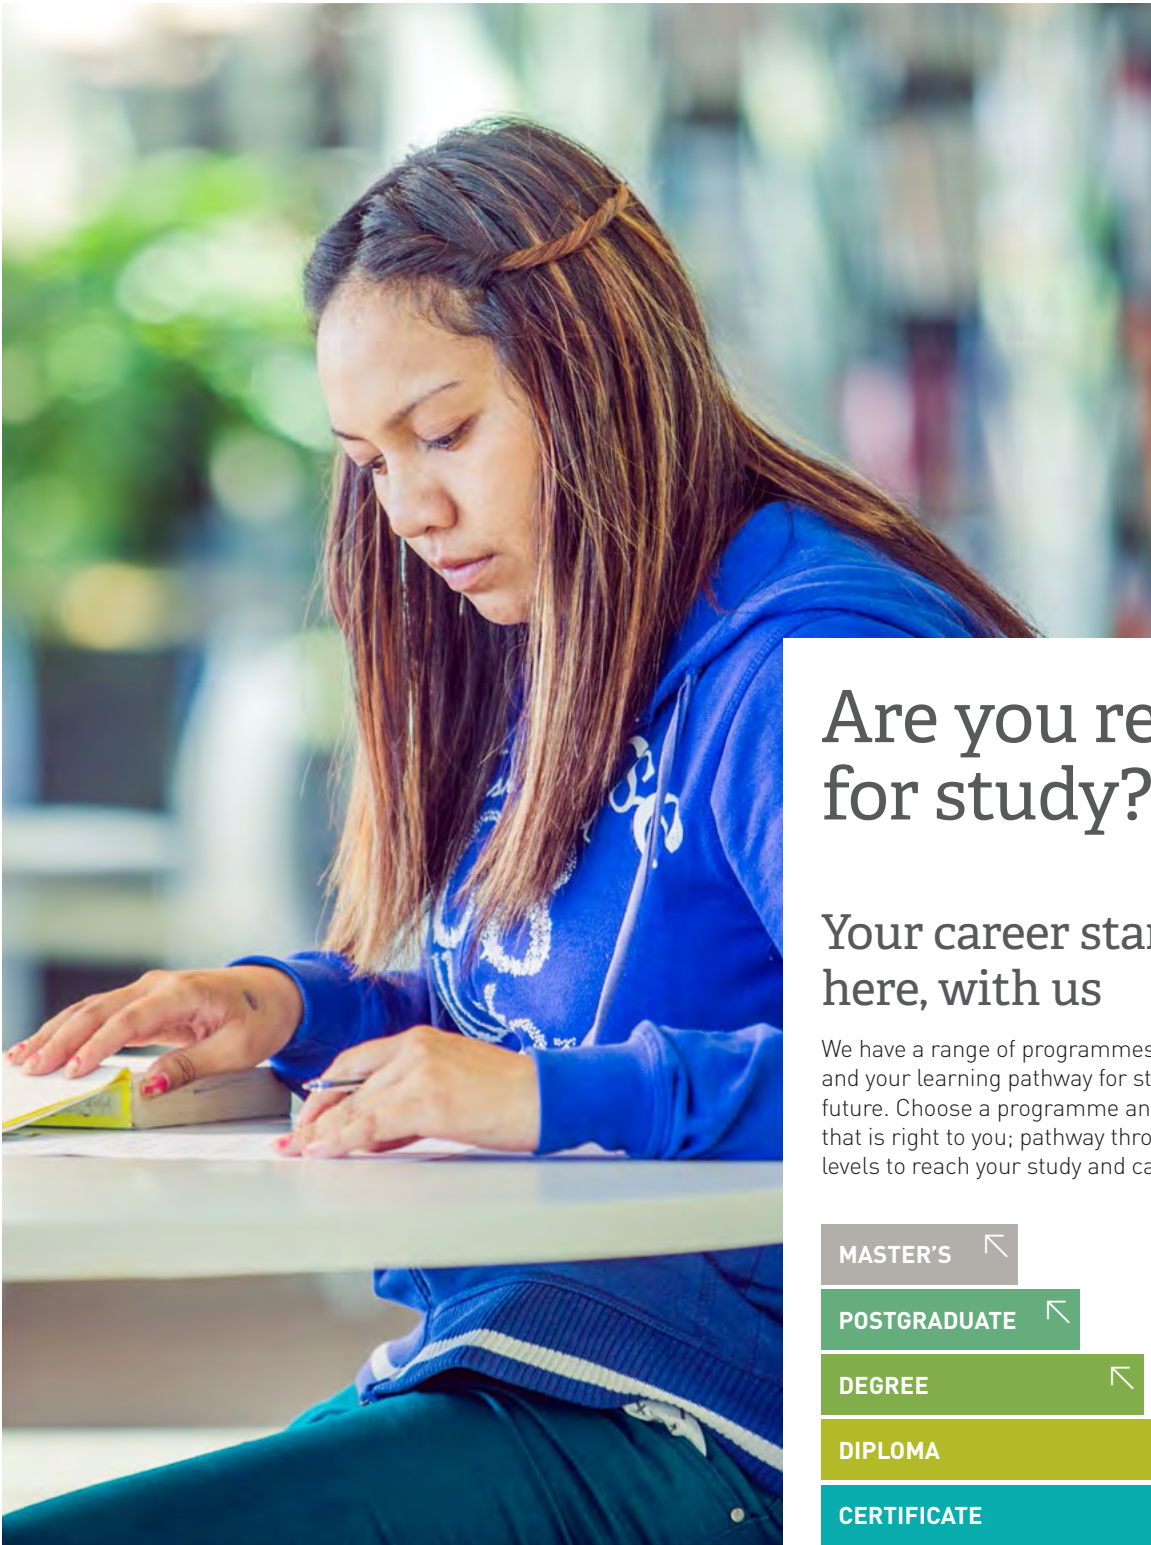 Are you re
for study?
Your career star
here, with us
We have a range of programmes
and your learning pathway for st
future. Choose a programme an
that is right to you; pathway thro
levels to reach your study and ca
MASTER'S
POSTGRADUATE
DEGREE
DIPLOMA
CERTIFICATE